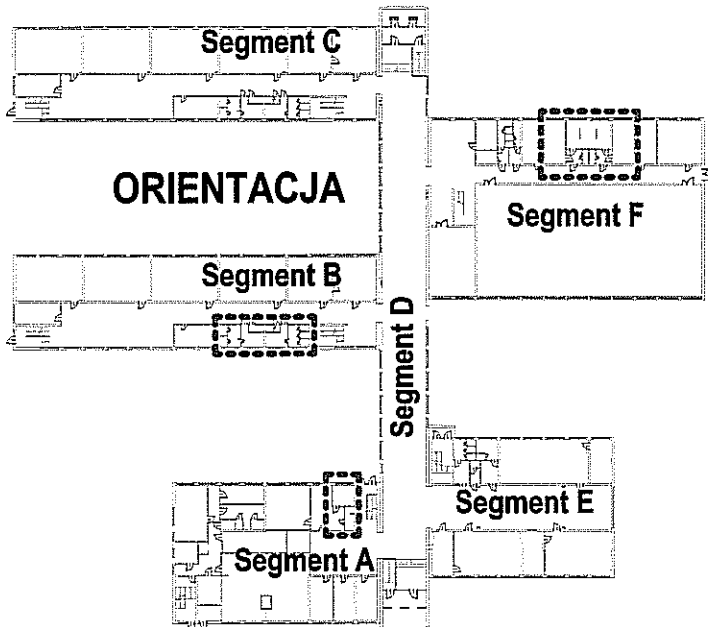 Segment C
ORIENTACJA
Segment F
Segment B
Segment D
Segment E
Segment A